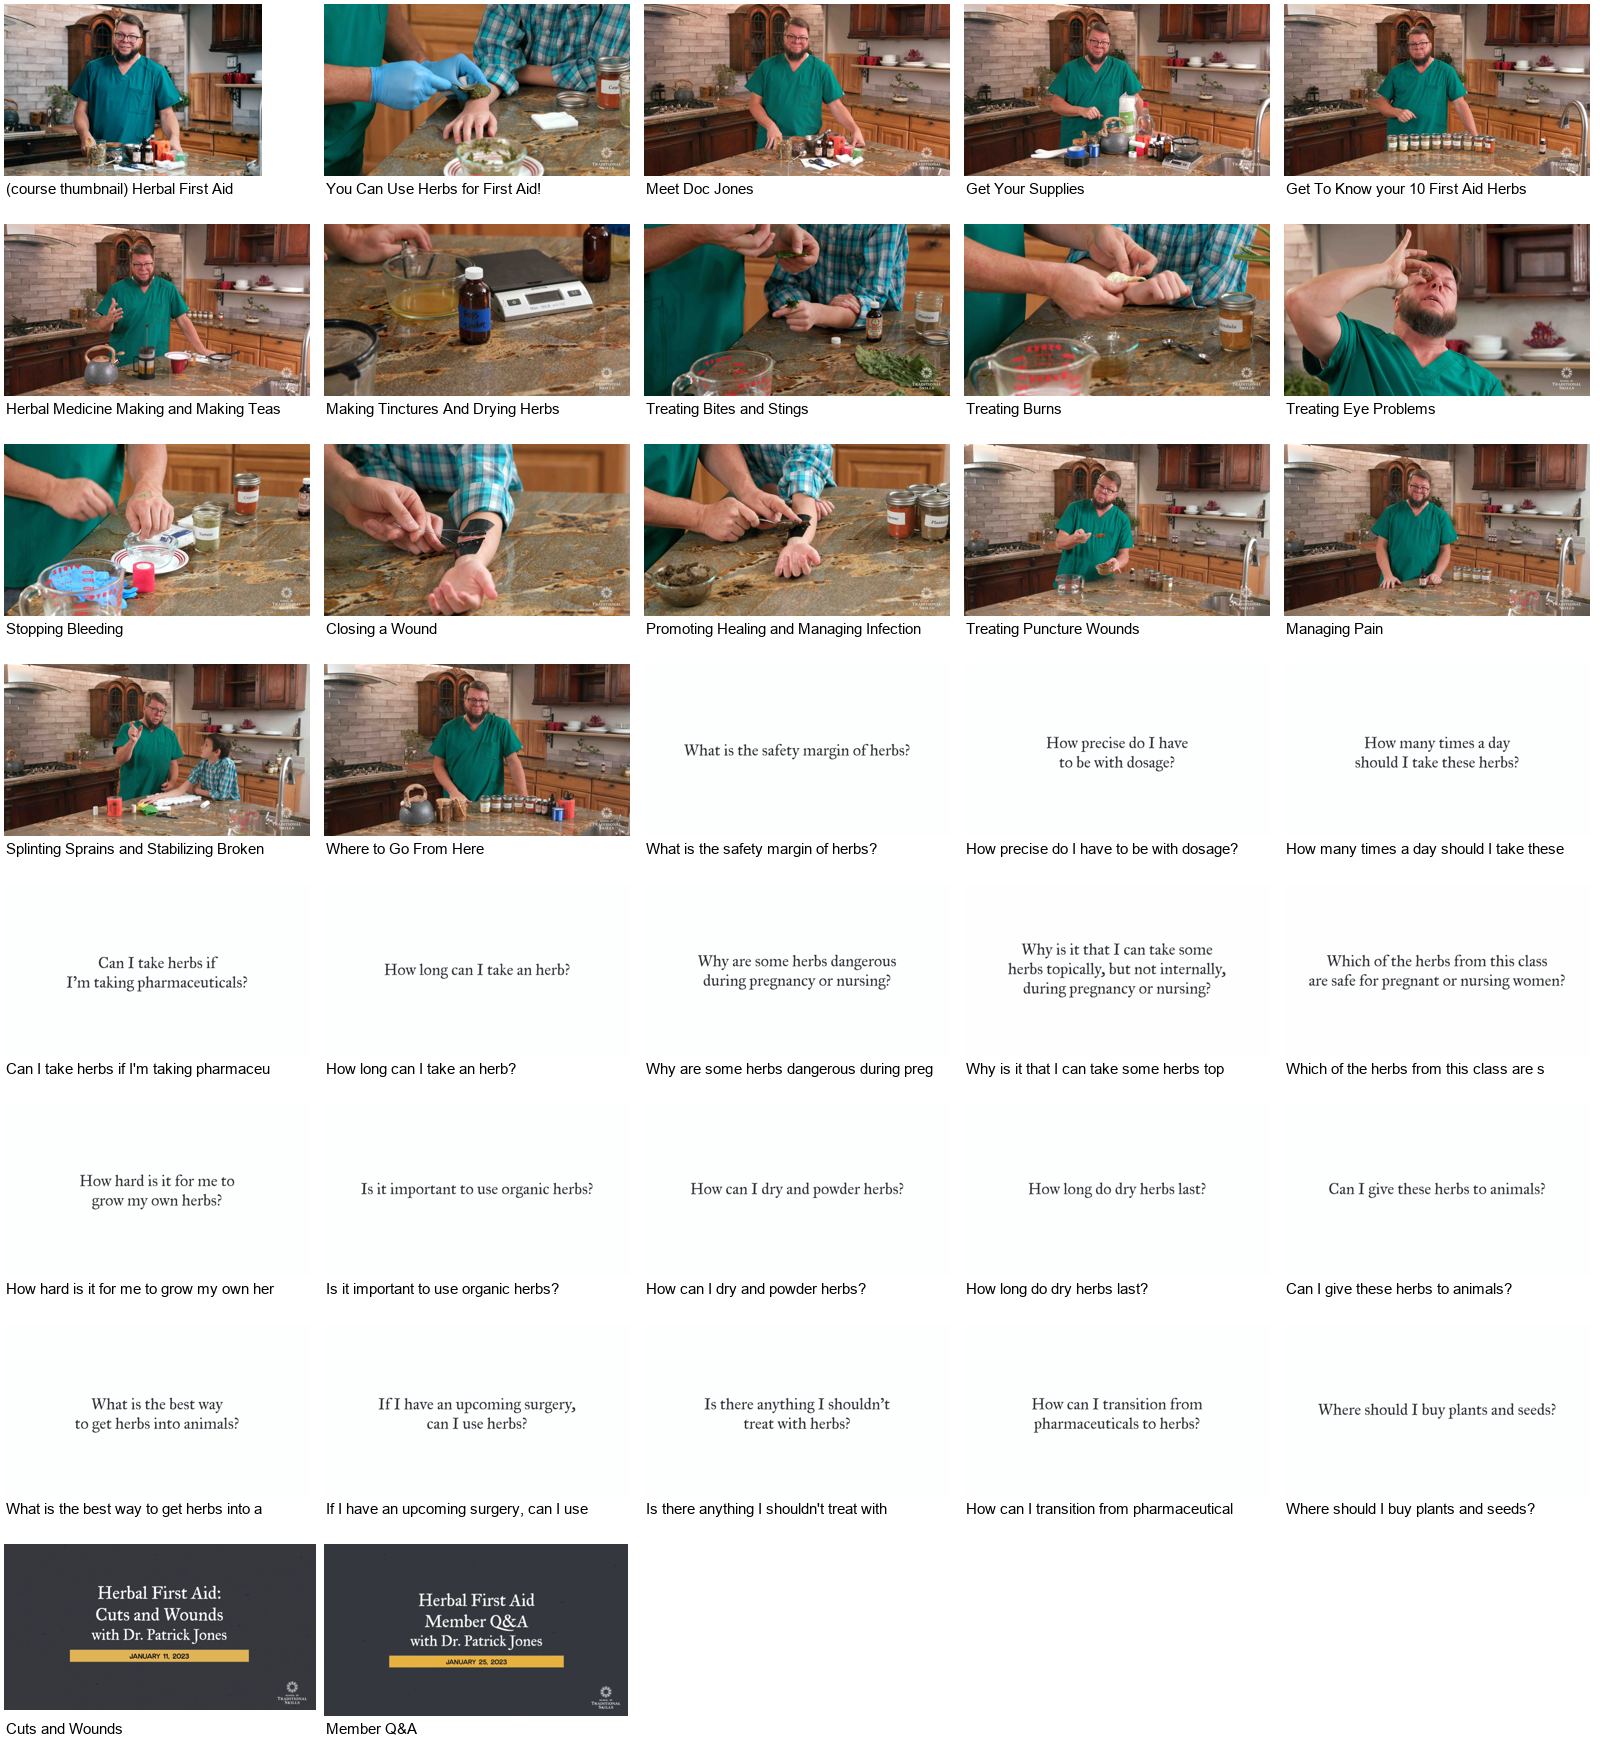 (course thumbnail) Herbal First Aid
You Can Use Herbs for First Aid!
Meet Doc Jones
Get Your Supplies
Get To Know your 10 First Aid Herbs
Herbal Medicine Making and Making Teas
Making Tinctures And Drying Herbs
Treating Bites and Stings
Treating Burns
Treating Eye Problems
Stopping Bleeding
Closing a Wound
Promoting Healing and Managing Infection
Treating Puncture Wounds
Managing Pain
Splinting Sprains and Stabilizing Broken
Where to Go From Here
What is the safety margin of herbs?
What is the safety margin of herbs?
How precise do I have
to be with dosage?
How precise do I have to be with dosage?
How many times a day
should I take these herbs?
How many times a day should I take these
Can I take herbs if
I'm taking pharmaceuticals?
Can I take herbs if I'm taking pharmaceu
How long can I take an herb?
How long can I take an herb?
Why are some herbs dangerous
during pregnancy or nursing?
Why are some herbs dangerous during preg
Why is it that I can take some
herbs topically, but not internally,
during pregnancy or nursing?
Why is it that I can take some herbs top
Which of the herbs from this class
are safe for pregnant or nursing women?
Which of the herbs from this class are s
How hard is it for me to
grow my own herbs?
How hard is it for me to grow my own her
Is it important to use organic herbs?
Is it important to use organic herbs?
How can I dry and powder herbs?
How can I dry and powder herbs?
How long do dry herbs last?
How long do dry herbs last?
Can I give these herbs to animals?
Can I give these herbs to animals?
What is the best way
to get herbs into animals?
What is the best way to get herbs into a
If I have an upcoming surgery,
can I use herbs?
If I have an upcoming surgery, can I use
Is there anything I shouldn't
treat with herbs?
Is there anything I shouldn't treat with
How can I transition from
pharmaceuticals to herbs?
How can I transition from pharmaceutical
Where should I buy plants and seeds?
Where should I buy plants and seeds?
Herbal First Aid:
Cuts and Wounds
with Dr. Patrick Jones
JANUARY 11, 2023
TRADITIONAL
SKILLS
Cuts and Wounds
Herbal First Aid
Member Q&A
with Dr. Patrick Jones
JANUARY 25, 2023
TRADITIONAL
SKILLS
Member Q&A